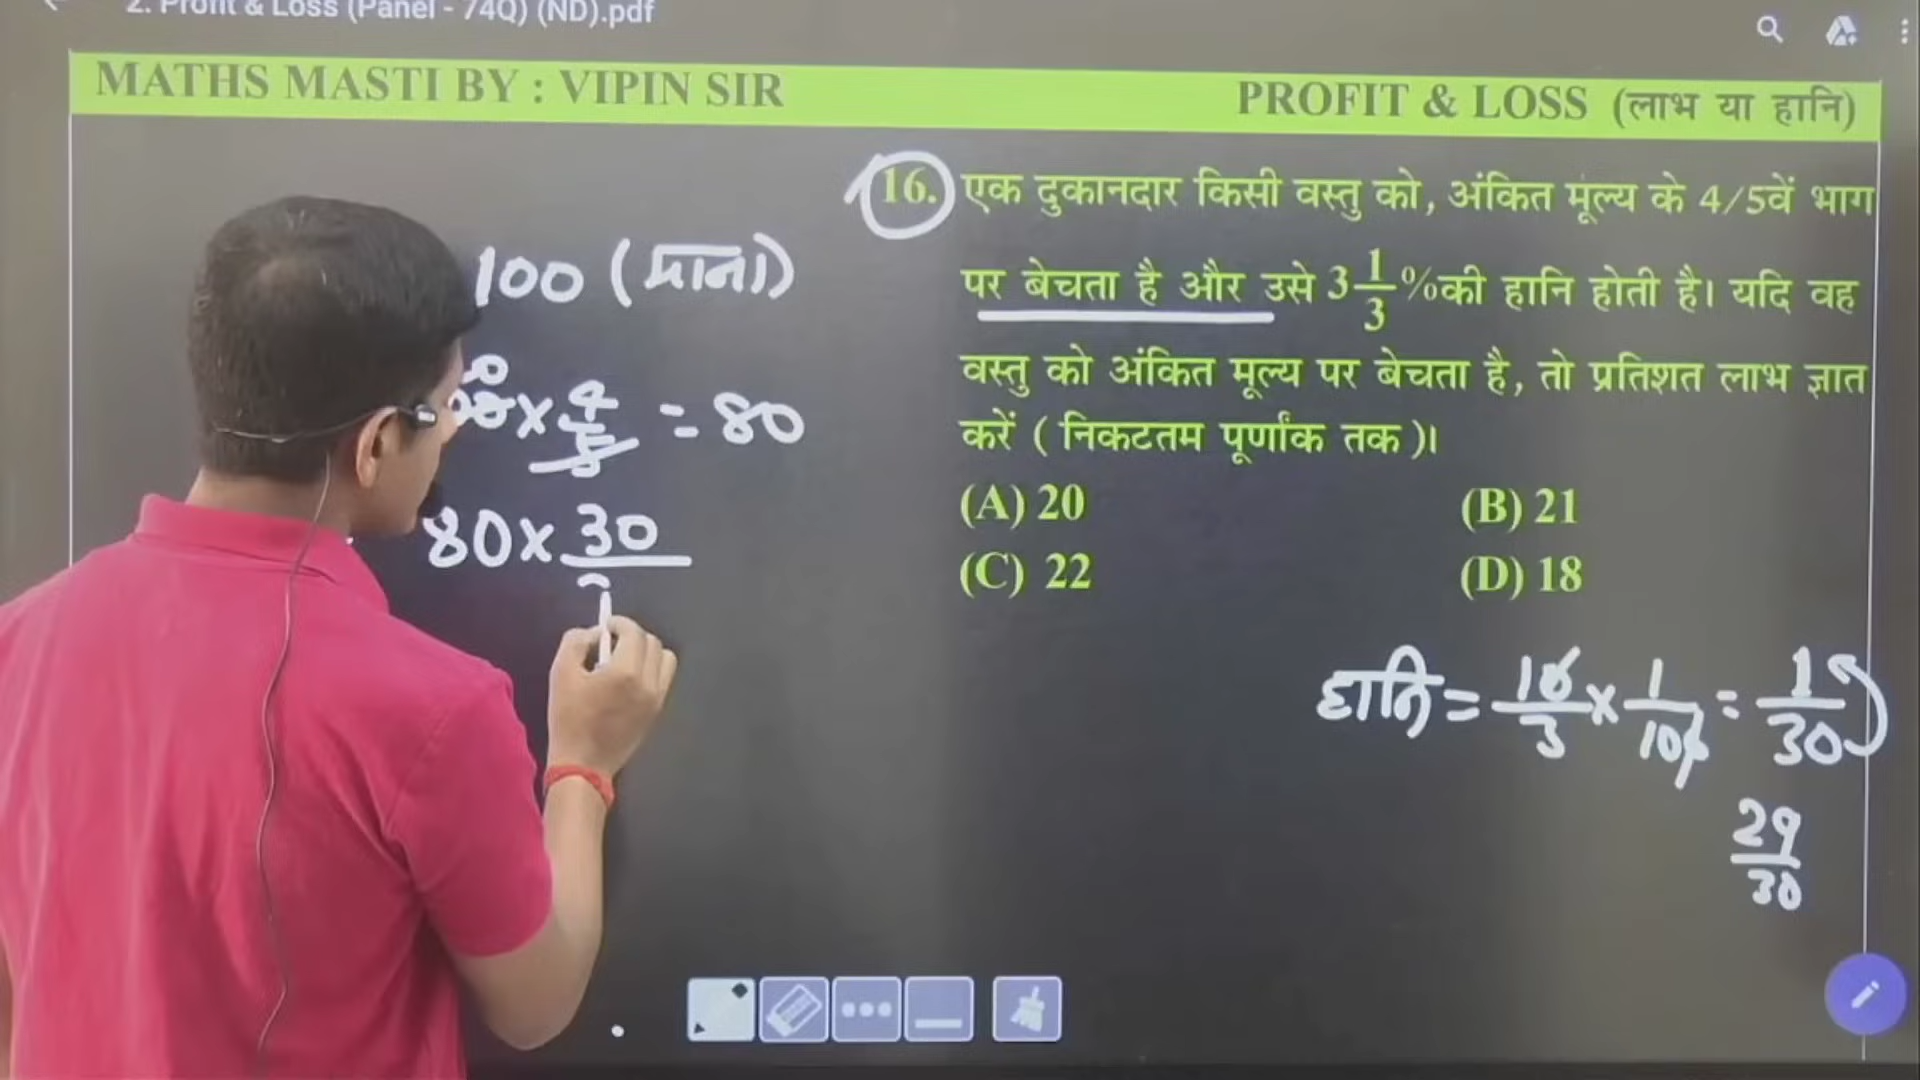 2. Profit & Loss (Panel - 74Q) (ND).pdf
MATHS MASTI BY : VIPIN SIR
PROFIT & LOSS (लाभ या हानि)
16. एक दुकानदार किसी वस्तु को, अंकित मूल्य के 4/5वें भाग
पर बेचता है और उसे 3 1/3 %की हानि होती है। यदि वह
वस्तु को अंकित मूल्य पर बेचता है, तो प्रतिशत लाभ ज्ञात
करें ( निकटतम पूर्णांक तक )।
(A) 20
(B) 21
(C) 22
(D) 18
100 (माना)
× 4/5 = 80
80 × 30
हानि = 10/3 × 1/100 = 1/30
29/30